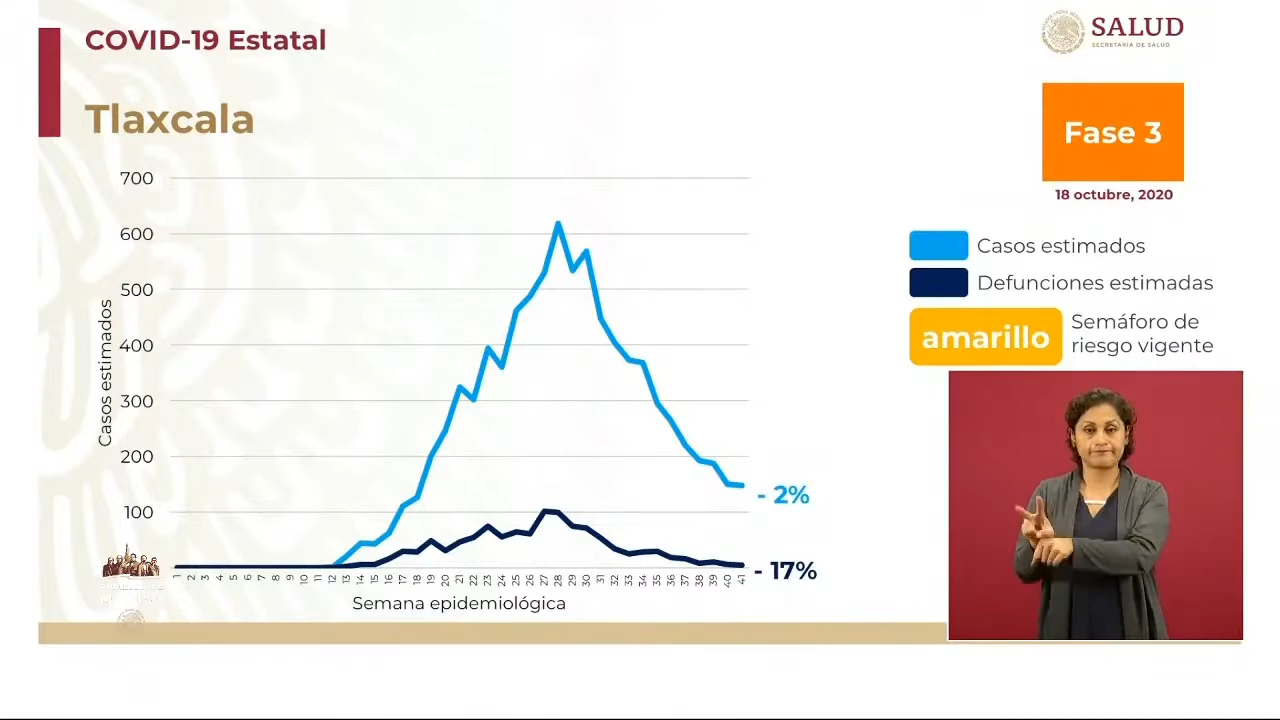 COVID-19 Estatal
SALUD
SECRETARÍA DE SALUD
Tlaxcala
Fase 3
18 octubre, 2020
Casos estimados
Defunciones estimadas
amarillo
Semáforo de
riesgo vigente
Casos estimados
700
600
500
400
300
200
100
- 2%
- 17%
1 2 3 4 5 6 7 8 9 10 11 12 13 14 15 16 17 18 19 20 21 22 23 24 25 26 27 28 29 30 31 32 33 34 35 36 37 38 39 40 41
Semana epidemiológica